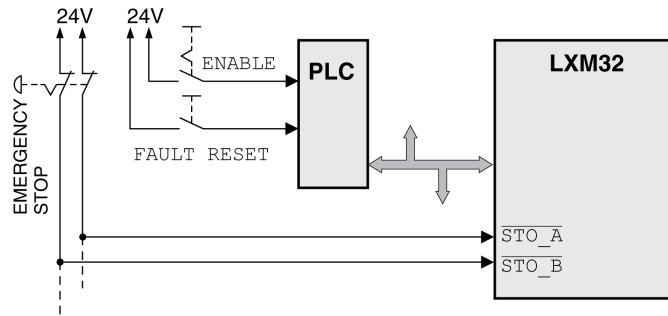 24V 24V
ENABLE
PLC
LXM32
FAULT RESET
EMERGENCY
STOP
STO_A
STO_B